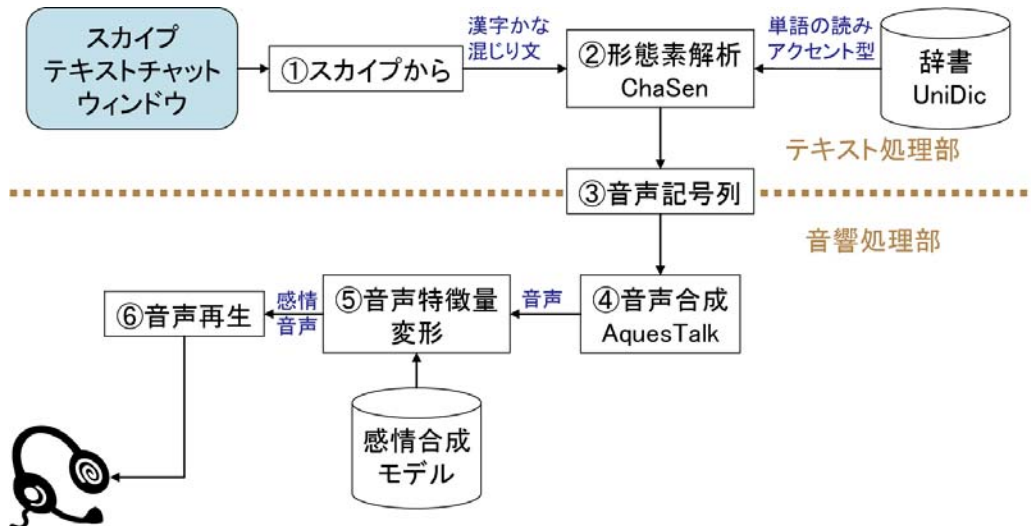 スカイプ
テキストチャット
ウィンドウ
①スカイプから
漢字かな
混じり文
②形態素解析
ChaSen
単語の読み
アクセント型
辞書
UniDic
テキスト処理部
③音声記号列
音響処理部
④音声合成
AquesTalk
音声
⑤音声特徴量
変形
感情
音声
⑥音声再生
感情合成
モデル